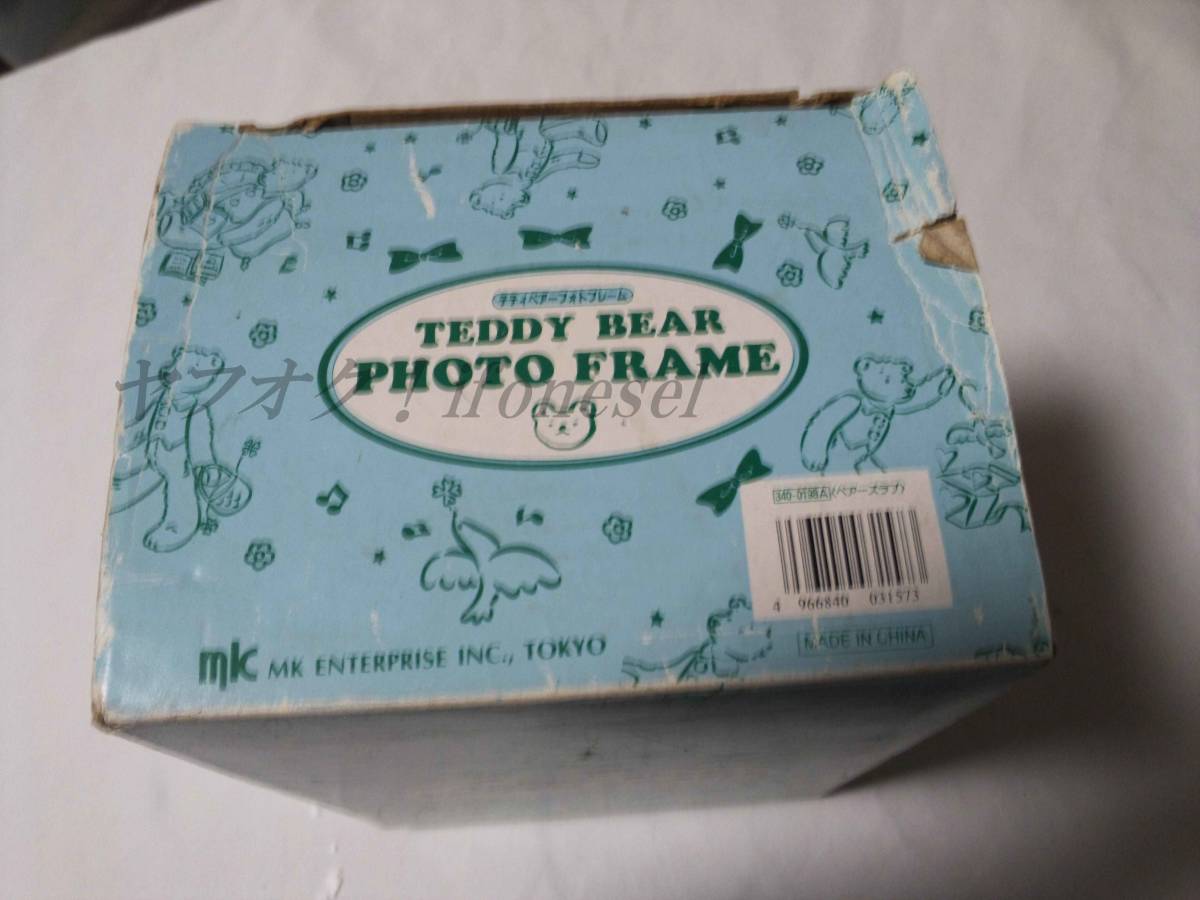 テディベアーフォトフレーム
TEDDY BEAR
PHOTO FRAME
ヤフオク!
340-0198A (ベアーズラブ)
4 966840 031573
MADE IN CHINA
mk MK ENTERPRISE INC., TOKYO